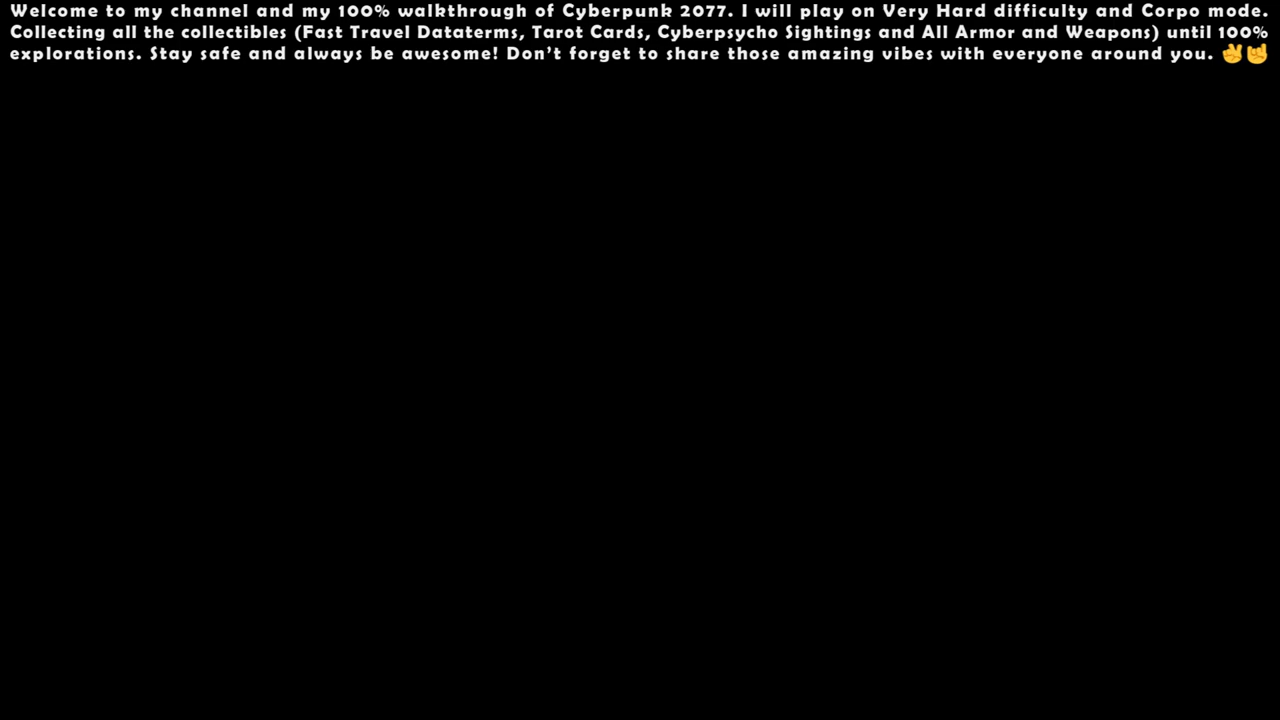 Welcome to my channel and my 100% walkthrough of Cyberpunk 2077. I will play on Very Hard difficulty and Corpo mode.
Collecting all the collectibles (Fast Travel Dataterms, Tarot Cards, Cyberpsycho Sightings and All Armor and Weapons) until 100%
explorations. Stay safe and always be awesome! Don’t forget to share those amazing vibes with everyone around you. ✌🤘